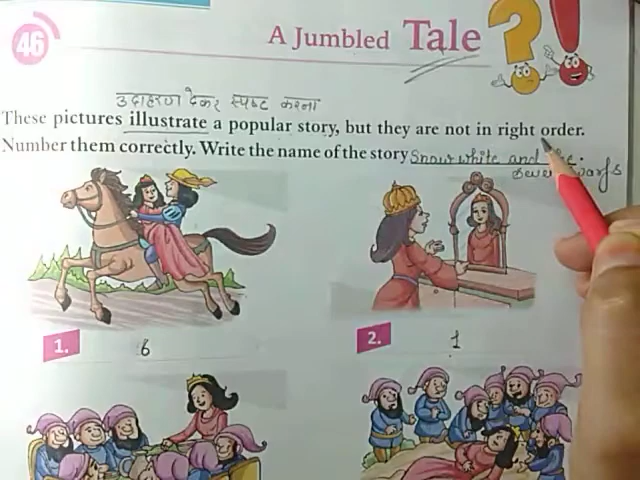 46
A Jumbled Tale
उदाहरण देकर स्पष्ट करना
These pictures illustrate a popular story, but they are not in right order.
Number them correctly. Write the name of the story Snow white and the
dwarfs
1. 6
2. 1